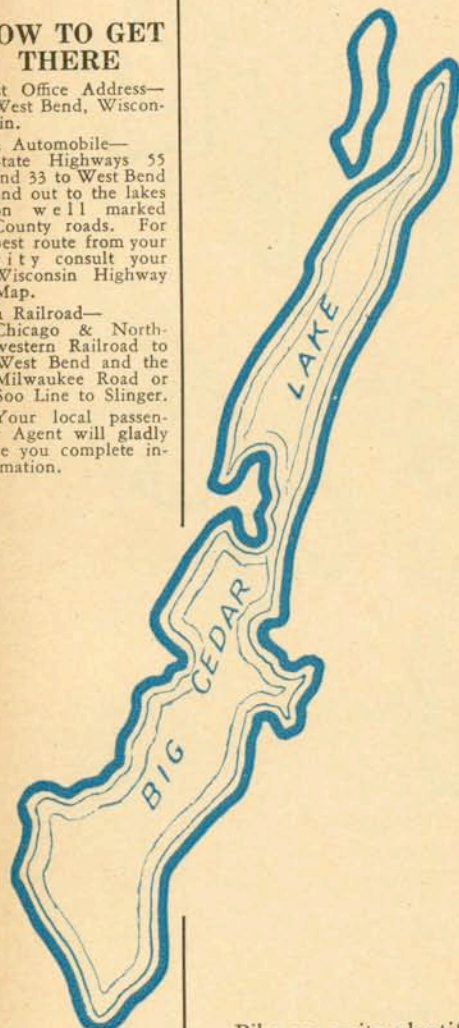 OW TO GET
THERE
t Office Address—
West Bend, Wiscon-
in.
Automobile—
tate Highways 55
nd 33 to West Bend
nd out to the lakes
on well marked
County roads. For
est route from your
ity consult your
Wisconsin Highway
Map.
Railroad—
Chicago & North-
western Railroad to
West Bend and the
Milwaukee Road or
Soo Line to Slinger.
Your local passen-
Agent will gladly
e you complete in-
mation.
LAKE
CEDAR
BIG